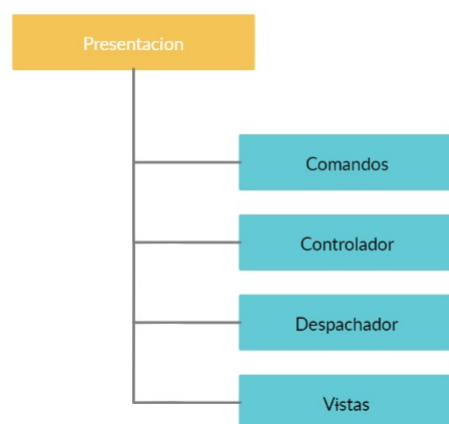 Presentacion
Comandos
Controlador
Despachador
Vistas